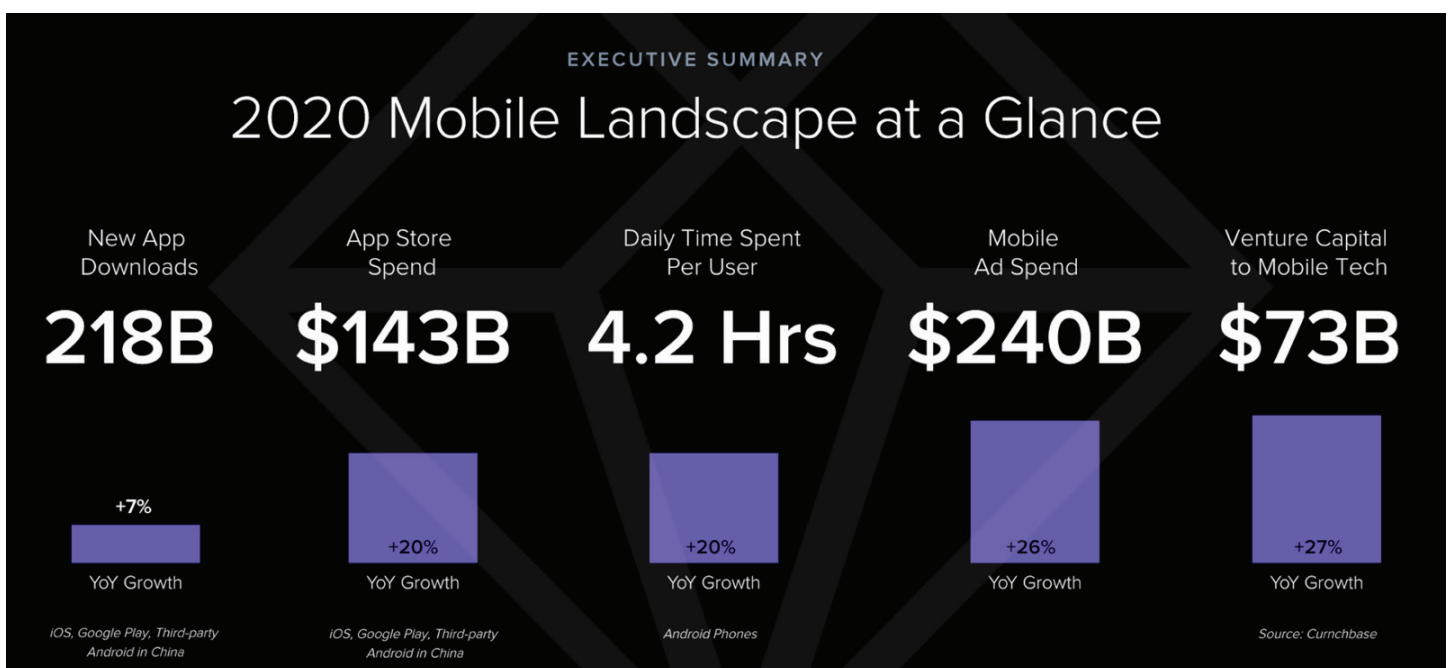 EXECUTIVE SUMMARY
2020 Mobile Landscape at a Glance
New App
Downloads
218B
+7%
YoY Growth
iOS, Google Play, Third-party
Android in China
App Store
Spend
$143B
+20%
YoY Growth
iOS, Google Play, Third-party
Android in China
Daily Time Spent
Per User
4.2 Hrs
+20%
YoY Growth
Android Phones
Mobile
Ad Spend
$240B
+26%
YoY Growth
Venture Capital
to Mobile Tech
$73B
+27%
YoY Growth
Source: Curnchbase